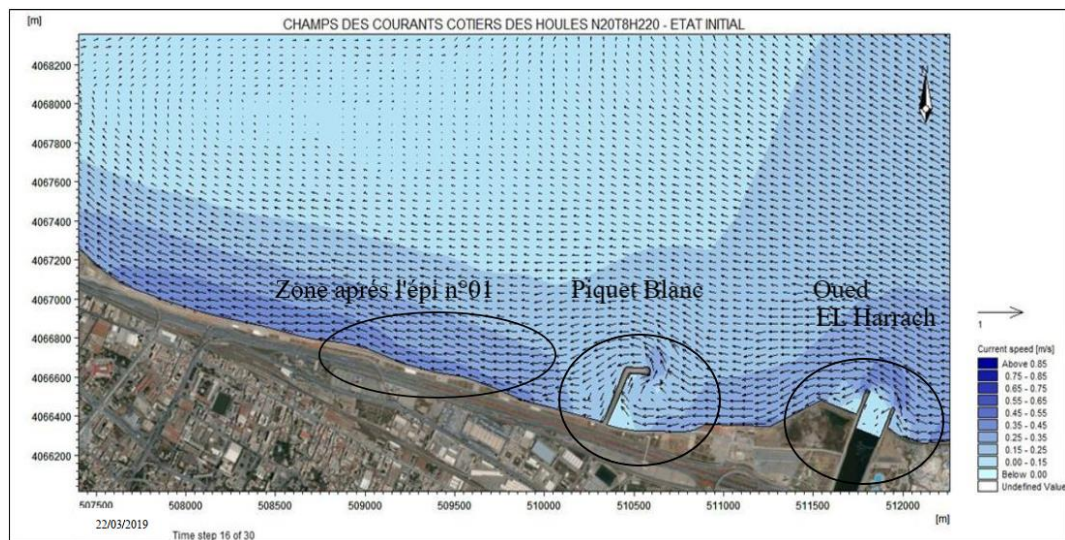 CHAMPS DES COURANTS COTIERS DES HOULES N20T8H220 - ETAT INITIAL
[m]
4068200
4068000
4067800
4067600
4067400
4067200
4067000
4066800
4066600
4066400
4066200
Zone aprés l'épi n°01
Piquet Blanc
Oued
EL Harrach
N
1
Current speed [m/s]
Above 0.85
0.75 - 0.85
0.65 - 0.75
0.55 - 0.65
0.45 - 0.55
0.35 - 0.45
0.25 - 0.35
0.15 - 0.25
0.00 - 0.15
Below 0.00
Undefined Value
507500 508000 508500 509000 509500 510000 510500 511000 511500 512000
[m]
22/03/2019
Time step 16 of 30